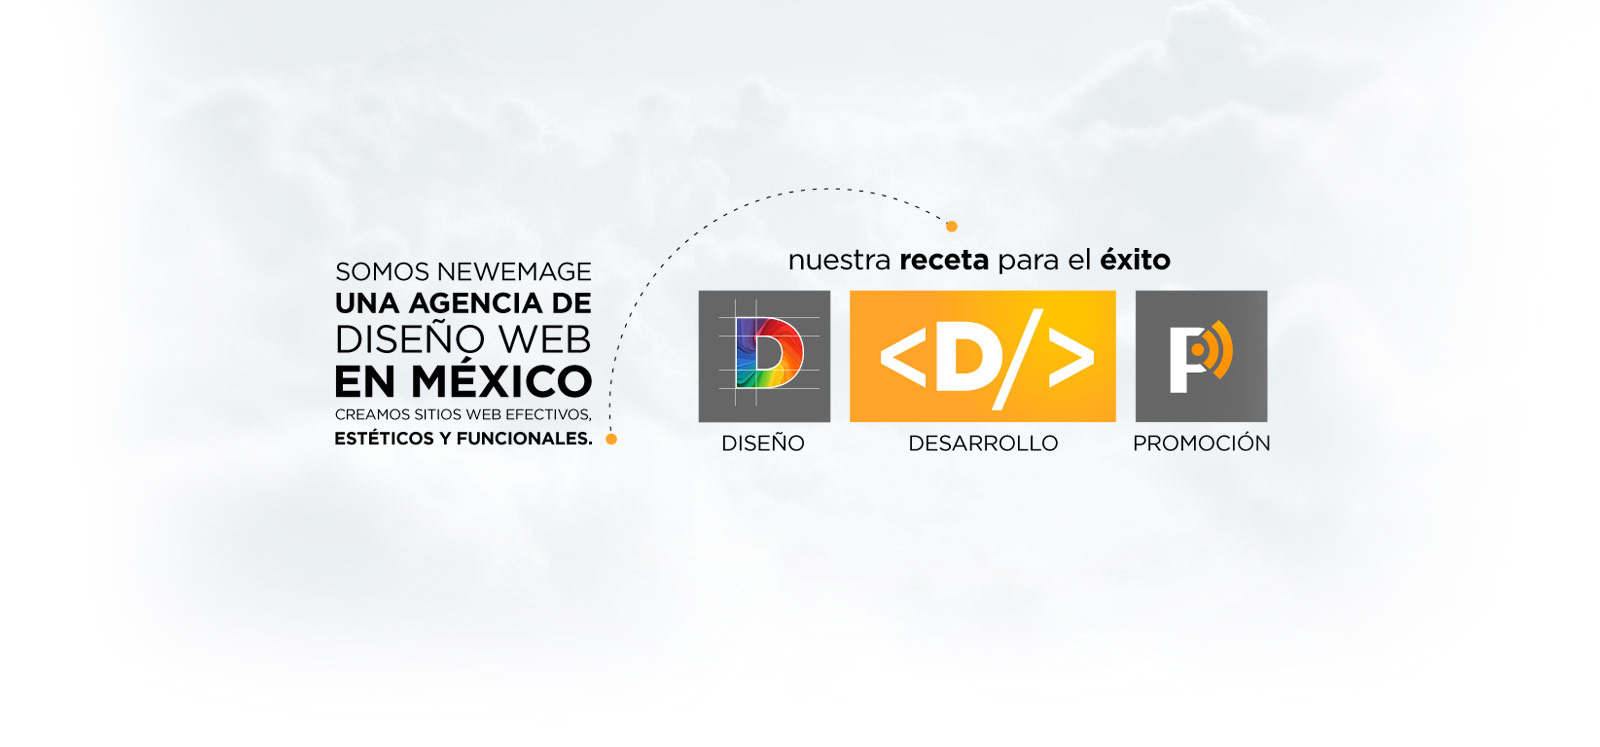 SOMOS NEWEMAGE
UNA AGENCIA DE
DISEÑO WEB
EN MÉXICO
CREAMOS SITIOS WEB EFECTIVOS,
ESTÉTICOS Y FUNCIONALES.
nuestra receta para el éxito
D
<D/>
P
DISEÑO
DESARROLLO
PROMOCIÓN